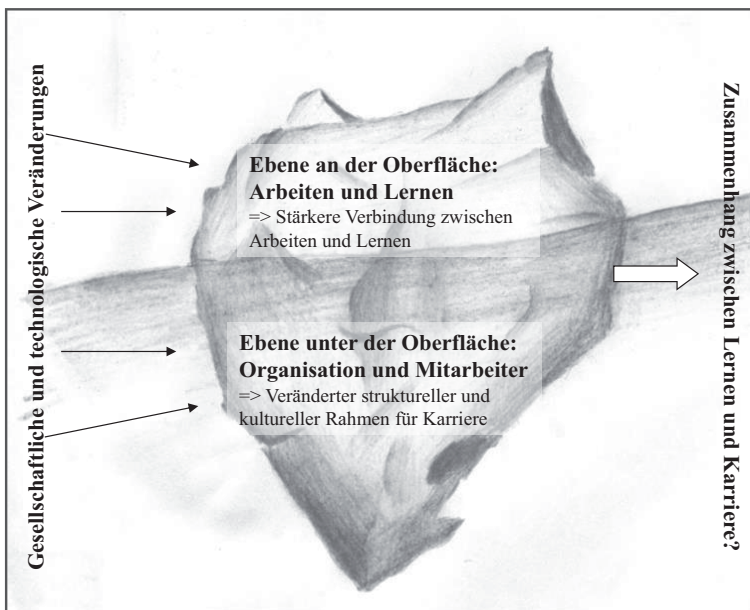 Gesellschaftliche und technologische Veränderungen
Ebene an der Oberfläche:
Arbeiten und Lernen
=> Stärkere Verbindung zwischen
Arbeiten und Lernen
Ebene unter der Oberfläche:
Organisation und Mitarbeiter
=> Veränderter struktureller und
kultureller Rahmen für Karriere
Zusammenhang zwischen Lernen und Karriere?